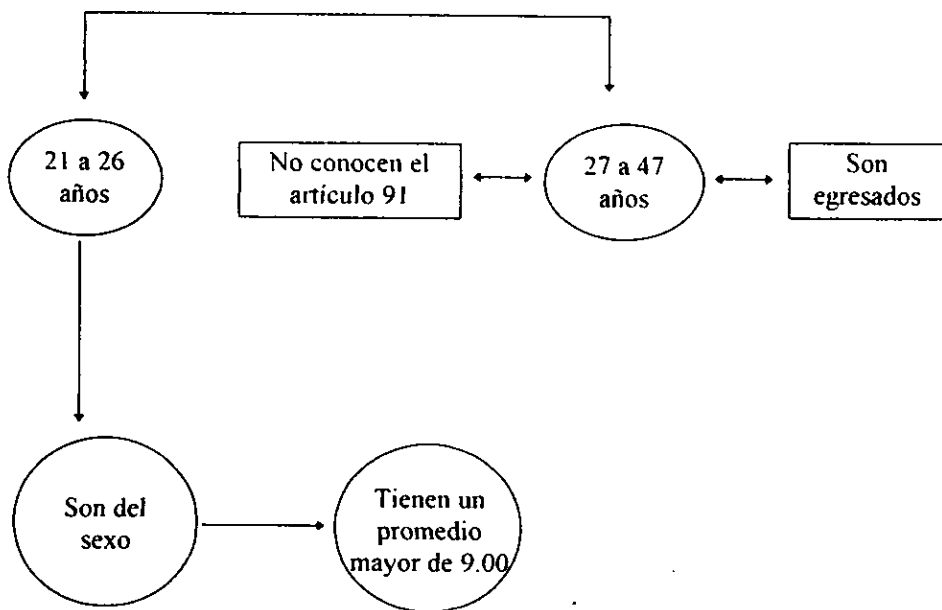 21 a 26
años
No conocen el
artículo 91
27 a 47
años
Son
egresados
Son del
sexo
Tienen un
promedio
mayor de 9.00